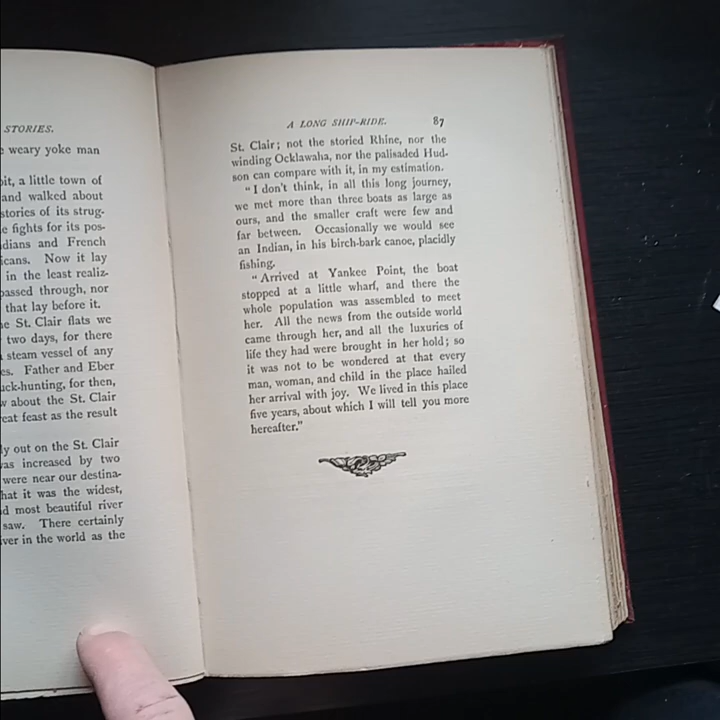 STORIES.
weary yoke man
a little town of
and walked about
stories of its strug-
fights for its pos-
and French
Now it lay
in the least realiz-
passed through, nor
that lay before it.
St. Clair flats we
two days, for there
steam vessel of any
Father and Eber
for then,
about the St. Clair
feast as the result
out on the St. Clair
increased by two
were near our destina-
it was the widest,
most beautiful river
saw. There certainly
in the world as the
A LONG SHIP-RIDE. 87
St. Clair; not the storied Rhine, nor the
winding Ocklawaha, nor the palisaded Hud-
son can compare with it, in my estimation.
“I don't think, in all this long journey,
we met more than three boats as large as
ours, and the smaller craft were few and
far between. Occasionally we would see
an Indian, in his birch-bark canoe, placidly
fishing.
“Arrived at Yankee Point, the boat
stopped at a little wharf, and there the
whole population was assembled to meet
her. All the news from the outside world
came through her, and all the luxuries of
life they had were brought in her hold; so
it was not to be wondered at that every
man, woman, and child in the place hailed
her arrival with joy. We lived in this place
five years, about which I will tell you more
hereafter.”